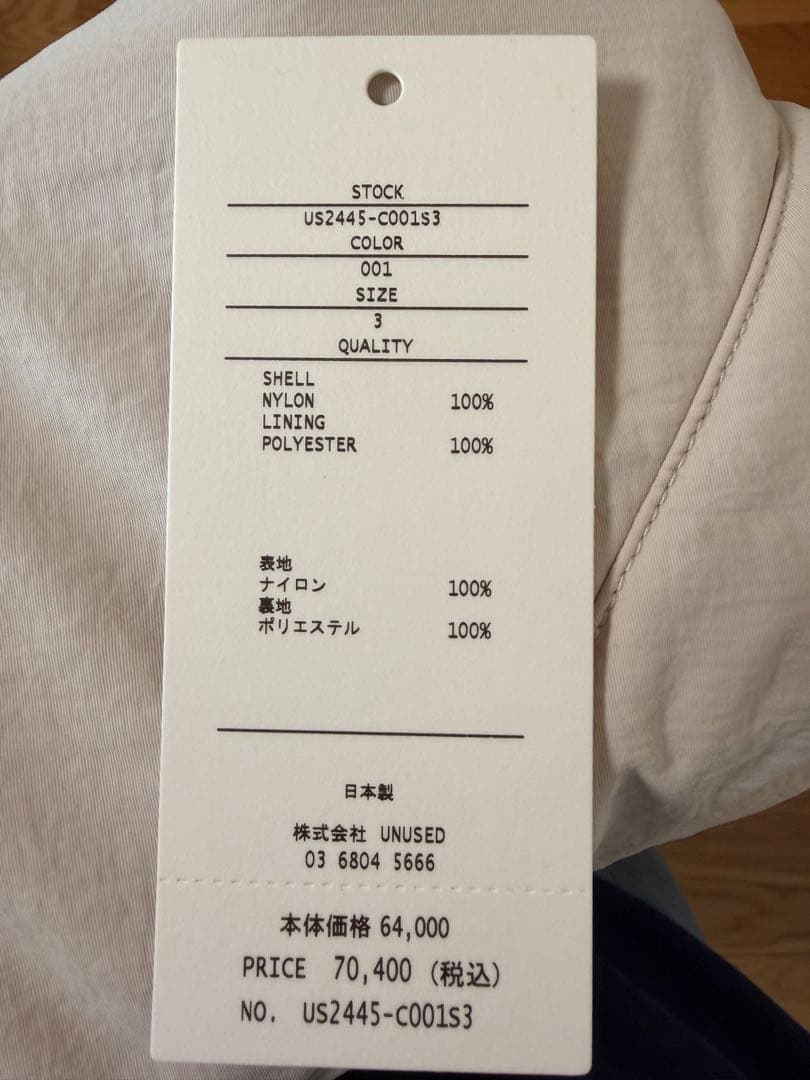 STOCK
US2445-C001S3
COLOR
001
SIZE
3
QUALITY
SHELL
NYLON 100%
LINING
POLYESTER 100%
表地
ナイロン 100%
裏地
ポリエステル 100%
日本製
株式会社 UNUSED
03 6804 5666
本体価格 64,000
PRICE 70,400 (税込)
NO. US2445-C001S3